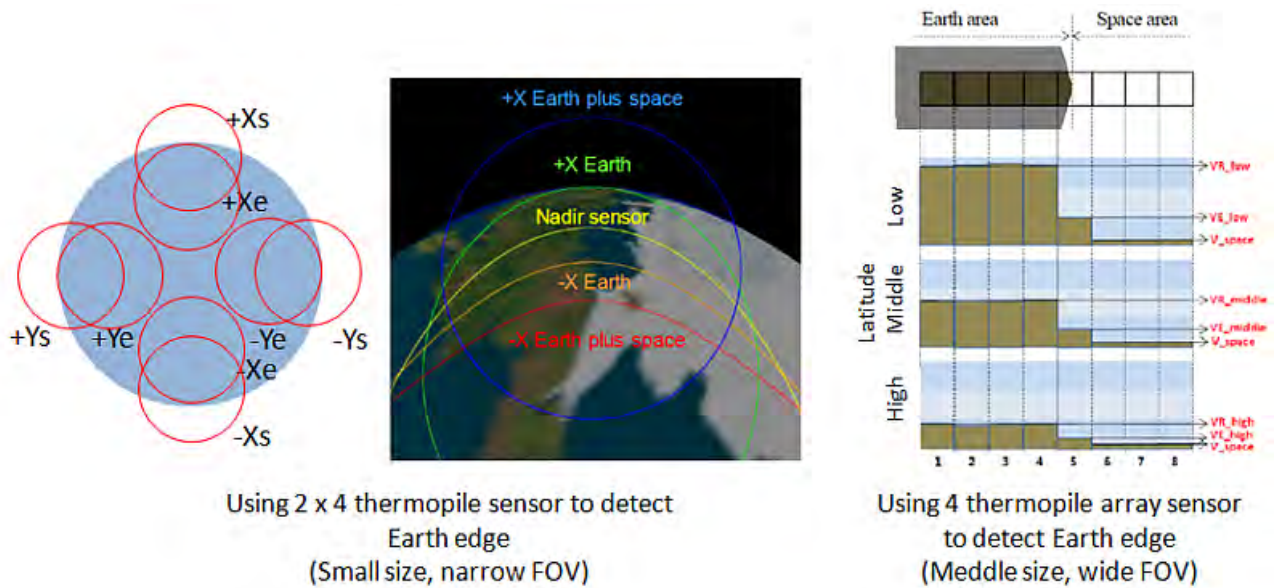 +Xs
+Xe
+Ys
+Ye
-Ye
-Ys
-Xe
-Xs
+X Earth plus space
+X Earth
Nadir sensor
-X Earth
-X Earth plus space
Using 2 x 4 thermopile sensor to detect
Earth edge
(Small size, narrow FOV)
Earth area
Space area
Latitude
Low
VR_low
VE_low
V_space
Middle
VR_middle
VE_middle
V_space
High
VR_high
VE_high
V_space
1 2 3 4 5 6 7 8
Using 4 thermopile array sensor
to detect Earth edge
(Meddle size, wide FOV)